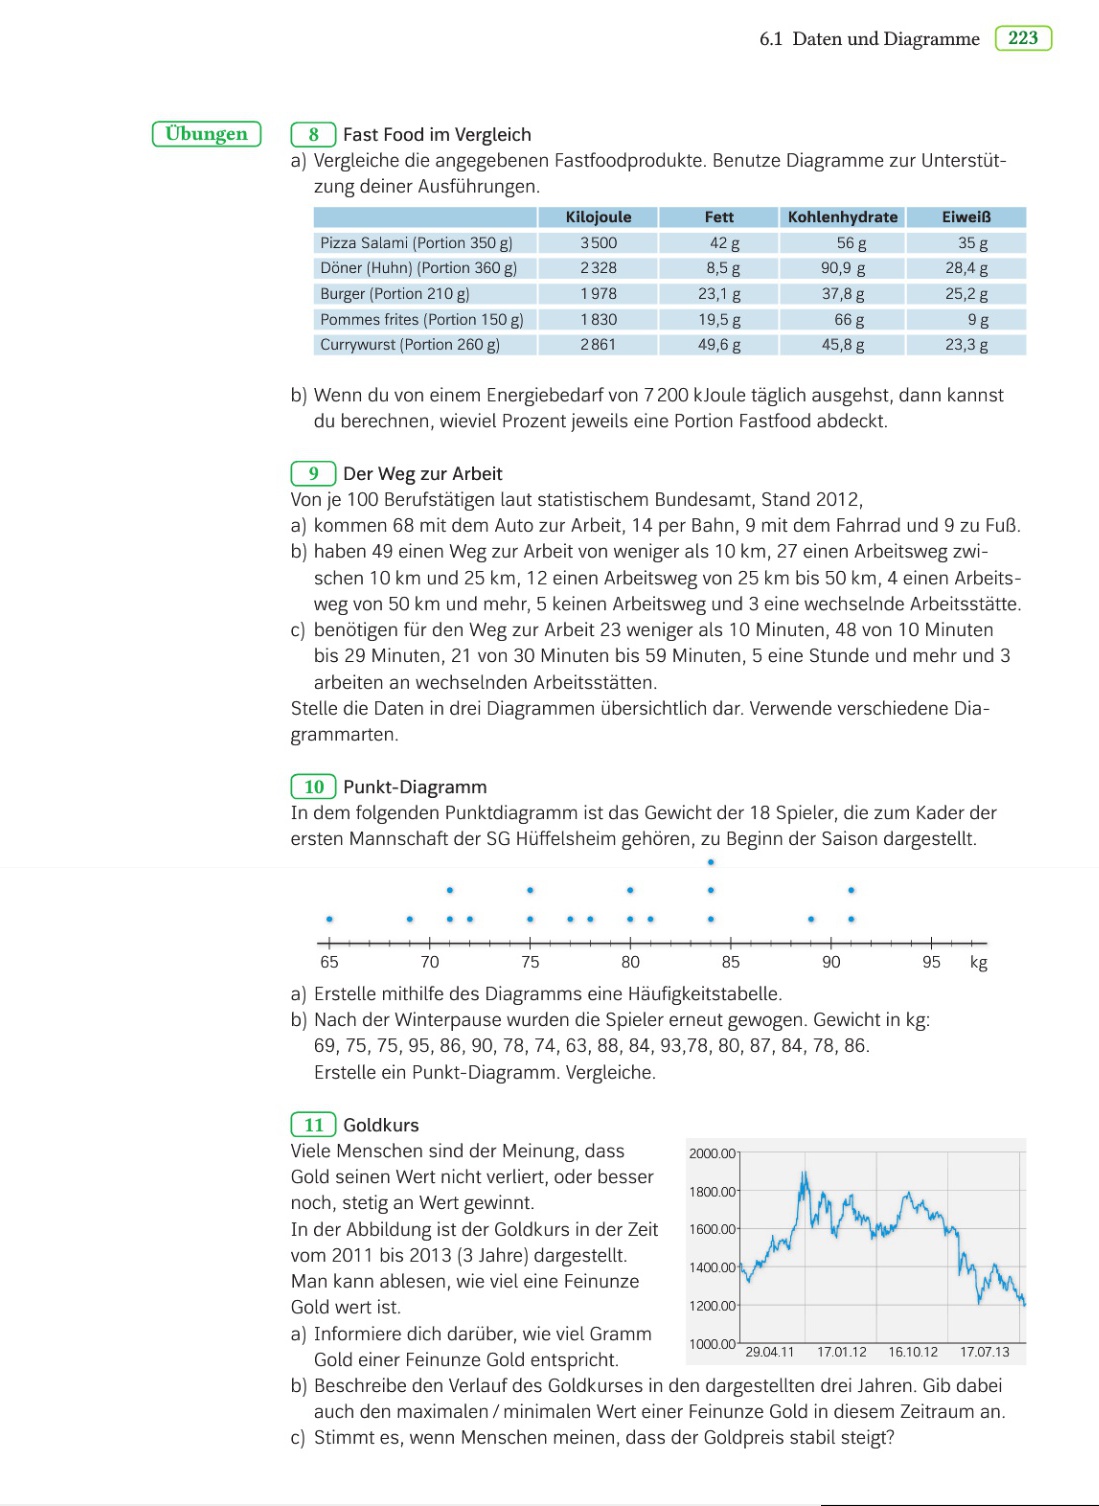 6.1 Daten und Diagramme 223
Übungen
8 Fast Food im Vergleich
a) Vergleiche die angegebenen Fastfoodprodukte. Benutze Diagramme zur Unterstüt-
zung deiner Ausführungen.
Kilojoule Fett Kohlenhydrate Eiweiß
Pizza Salami (Portion 350 g) 3 500 42 g 56 g 35 g
Döner (Huhn) (Portion 360 g) 2 328 8,5 g 90,9 g 28,4 g
Burger (Portion 210 g) 1 978 23,1 g 37,8 g 25,2 g
Pommes frites (Portion 150 g) 1 830 19,5 g 66 g 9 g
Currywurst (Portion 260 g) 2 861 49,6 g 45,8 g 23,3 g
b) Wenn du von einem Energiebedarf von 7 200 kJoule täglich ausgehst, dann kannst
du berechnen, wieviel Prozent jeweils eine Portion Fastfood abdeckt.
9 Der Weg zur Arbeit
Von je 100 Berufstätigen laut statistischem Bundesamt, Stand 2012,
a) kommen 68 mit dem Auto zur Arbeit, 14 per Bahn, 9 mit dem Fahrrad und 9 zu Fuß.
b) haben 49 einen Weg zur Arbeit von weniger als 10 km, 27 einen Arbeitsweg zwi-
schen 10 km und 25 km, 12 einen Arbeitsweg von 25 km bis 50 km, 4 einen Arbeits-
weg von 50 km und mehr, 5 keinen Arbeitsweg und 3 eine wechselnde Arbeitsstätte.
c) benötigen für den Weg zur Arbeit 23 weniger als 10 Minuten, 48 von 10 Minuten
bis 29 Minuten, 21 von 30 Minuten bis 59 Minuten, 5 eine Stunde und mehr und 3
arbeiten an wechselnden Arbeitsstätten.
Stelle die Daten in drei Diagrammen übersichtlich dar. Verwende verschiedene Dia-
grammarten.
10 Punkt-Diagramm
In dem folgenden Punktdiagramm ist das Gewicht der 18 Spieler, die zum Kader der
ersten Mannschaft der SG Hüffelsheim gehören, zu Beginn der Saison dargestellt.
65 70 75 80 85 90 95 kg
a) Erstelle mithilfe des Diagramms eine Häufigkeitstabelle.
b) Nach der Winterpause wurden die Spieler erneut gewogen. Gewicht in kg:
69, 75, 75, 95, 86, 90, 78, 74, 63, 88, 84, 93,78, 80, 87, 84, 78, 86.
Erstelle ein Punkt-Diagramm. Vergleiche.
11 Goldkurs
Viele Menschen sind der Meinung, dass
Gold seinen Wert nicht verliert, oder besser
noch, stetig an Wert gewinnt.
In der Abbildung ist der Goldkurs in der Zeit
vom 2011 bis 2013 (3 Jahre) dargestellt.
Man kann ablesen, wie viel eine Feinunze
Gold wert ist.
a) Informiere dich darüber, wie viel Gramm
Gold einer Feinunze Gold entspricht.
2000.00
1800.00
1600.00
1400.00
1200.00
1000.00
29.04.11 17.01.12 16.10.12 17.07.13
b) Beschreibe den Verlauf des Goldkurses in den dargestellten drei Jahren. Gib dabei
auch den maximalen / minimalen Wert einer Feinunze Gold in diesem Zeitraum an.
c) Stimmt es, wenn Menschen meinen, dass der Goldpreis stabil steigt?